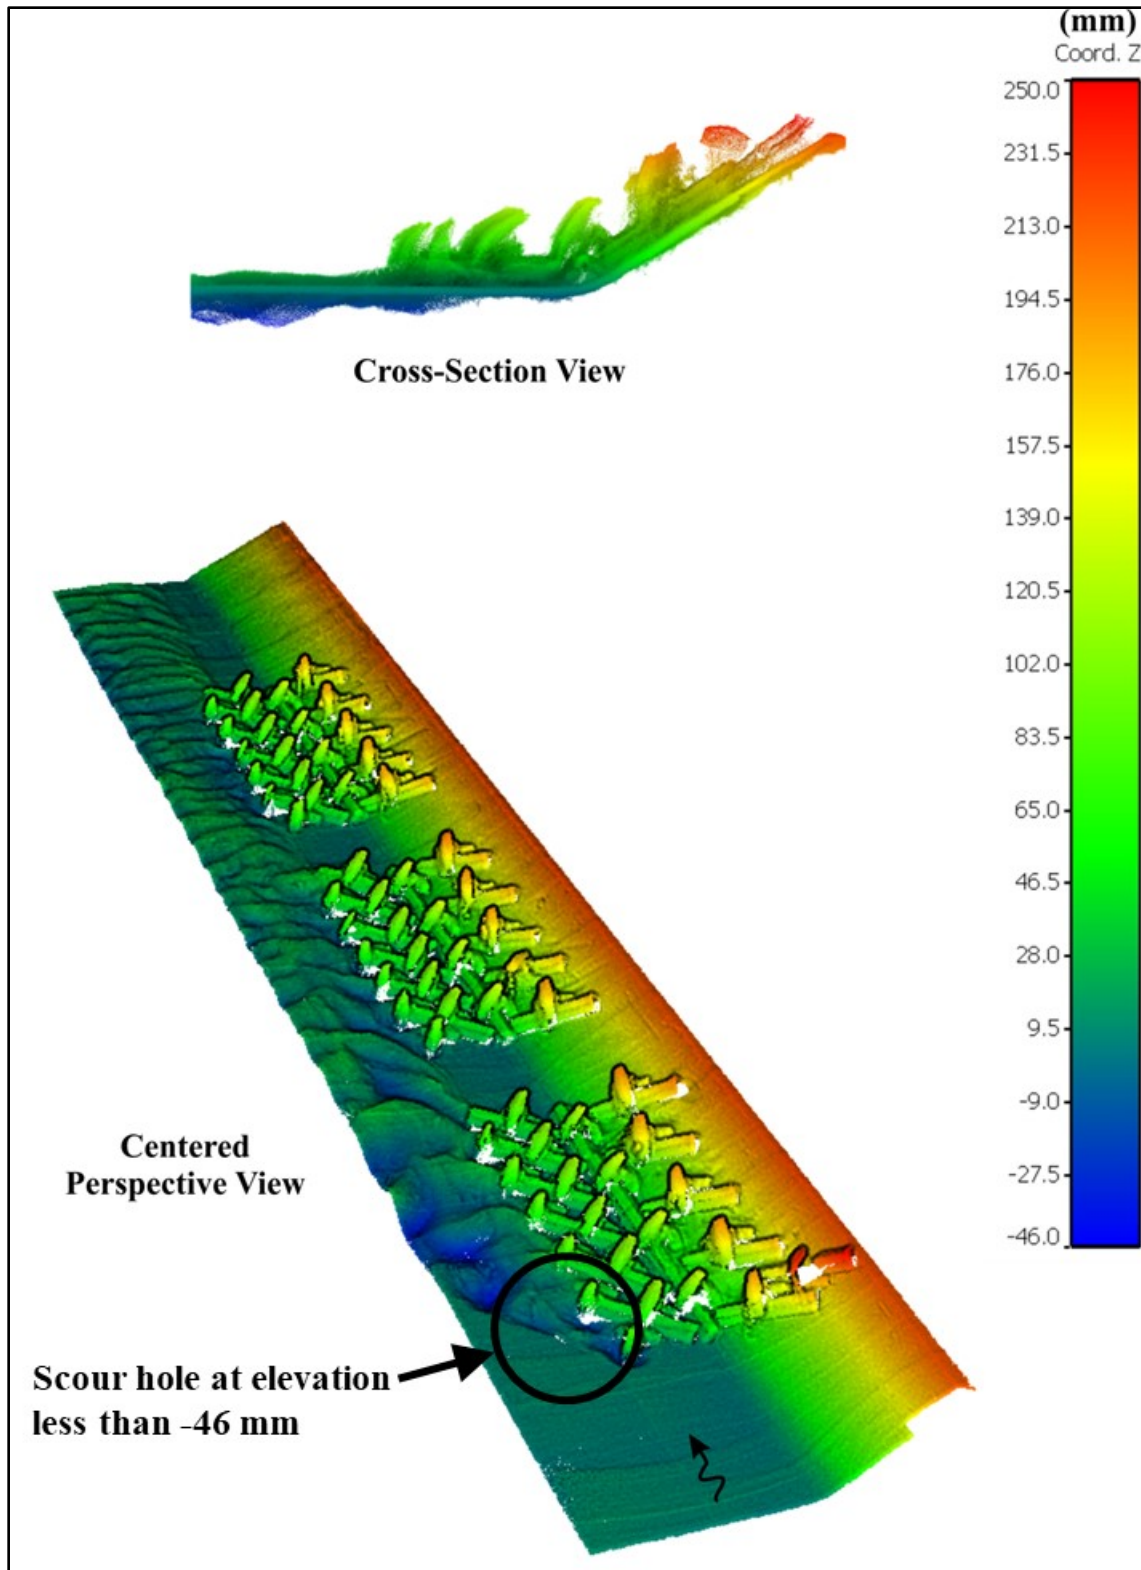 (mm)
Coord. Z
250.0
231.5
213.0
194.5
176.0
157.5
139.0
120.5
102.0
83.5
65.0
46.5
28.0
9.5
-9.0
-27.5
-46.0
Cross-Section View
Centered
Perspective View
Scour hole at elevation
less than -46 mm